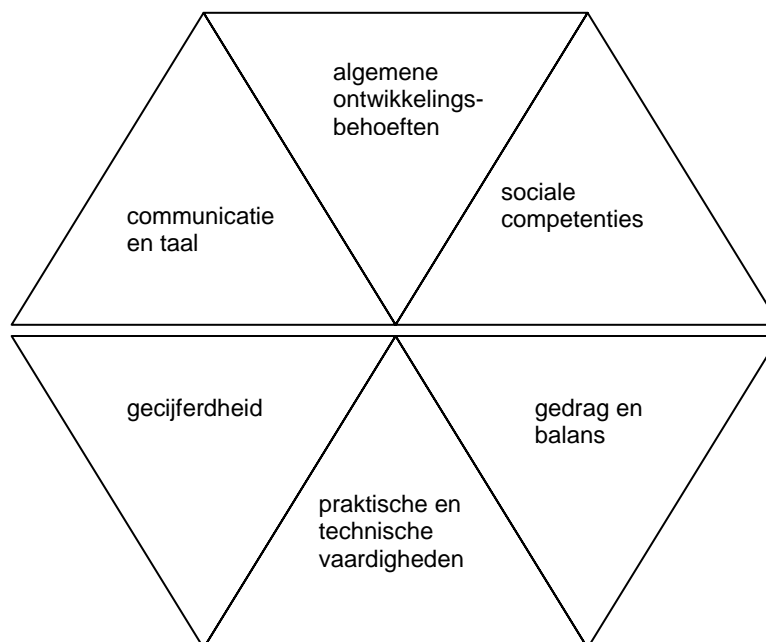 algemene
ontwikkelings-
behoeften
communicatie
en taal
sociale
competenties
gecijferdheid
gedrag en
balans
praktische en
technische
vaardigheden